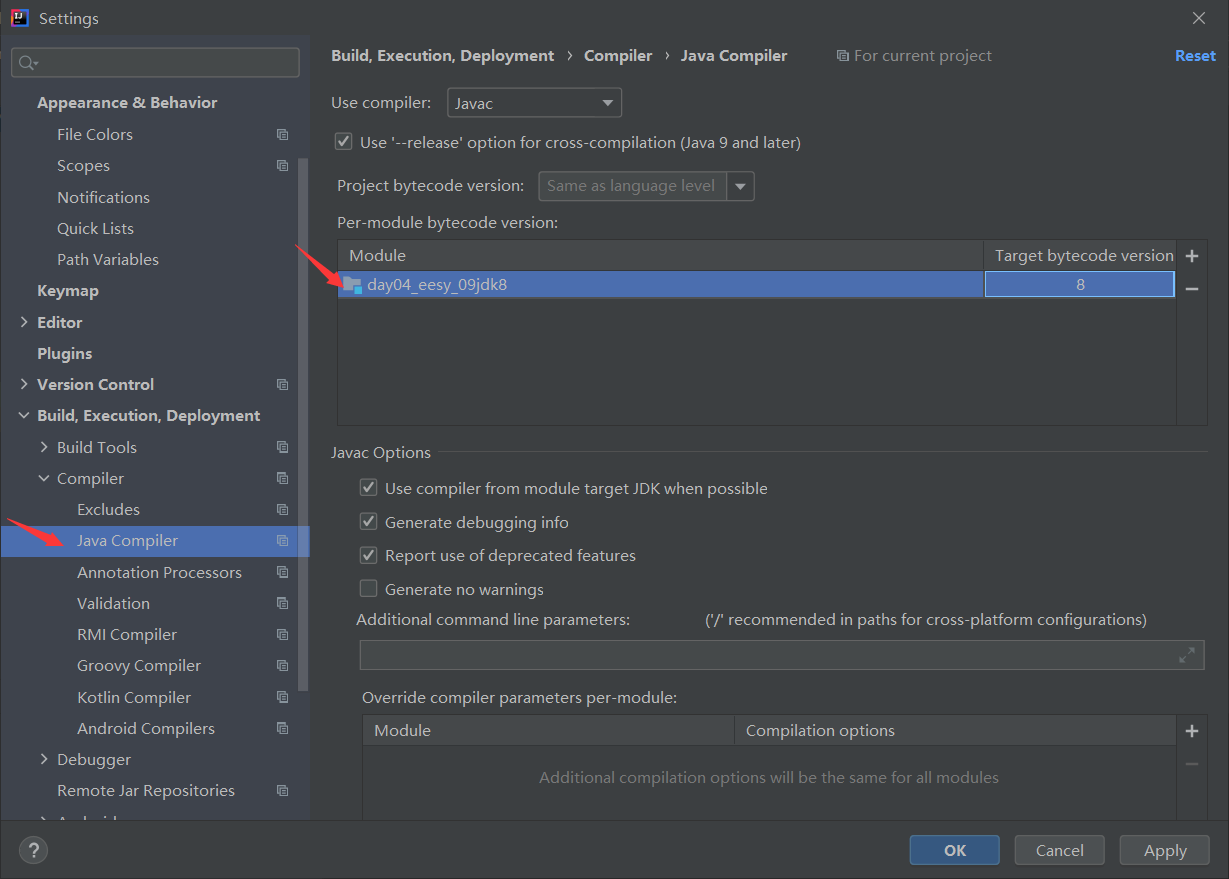 Settings
Build, Execution, Deployment › Compiler › Java Compiler For current project Reset
Use compiler: Javac
Use '--release' option for cross-compilation (Java 9 and later)
Project bytecode version: Same as language level
Per-module bytecode version:
Module Target bytecode version
day04_eesy_09jdk8 8
Javac Options
Use compiler from module target JDK when possible
Generate debugging info
Report use of deprecated features
Generate no warnings
Additional command line parameters: ('/' recommended in paths for cross-platform configurations)
Override compiler parameters per-module:
Module Compilation options
Additional compilation options will be the same for all modules
Appearance & Behavior
File Colors
Scopes
Notifications
Quick Lists
Path Variables
Keymap
Editor
Plugins
Version Control
Build, Execution, Deployment
Build Tools
Compiler
Excludes
Java Compiler
Annotation Processors
Validation
RMI Compiler
Groovy Compiler
Kotlin Compiler
Android Compilers
Debugger
Remote Jar Repositories
? OK Cancel Apply